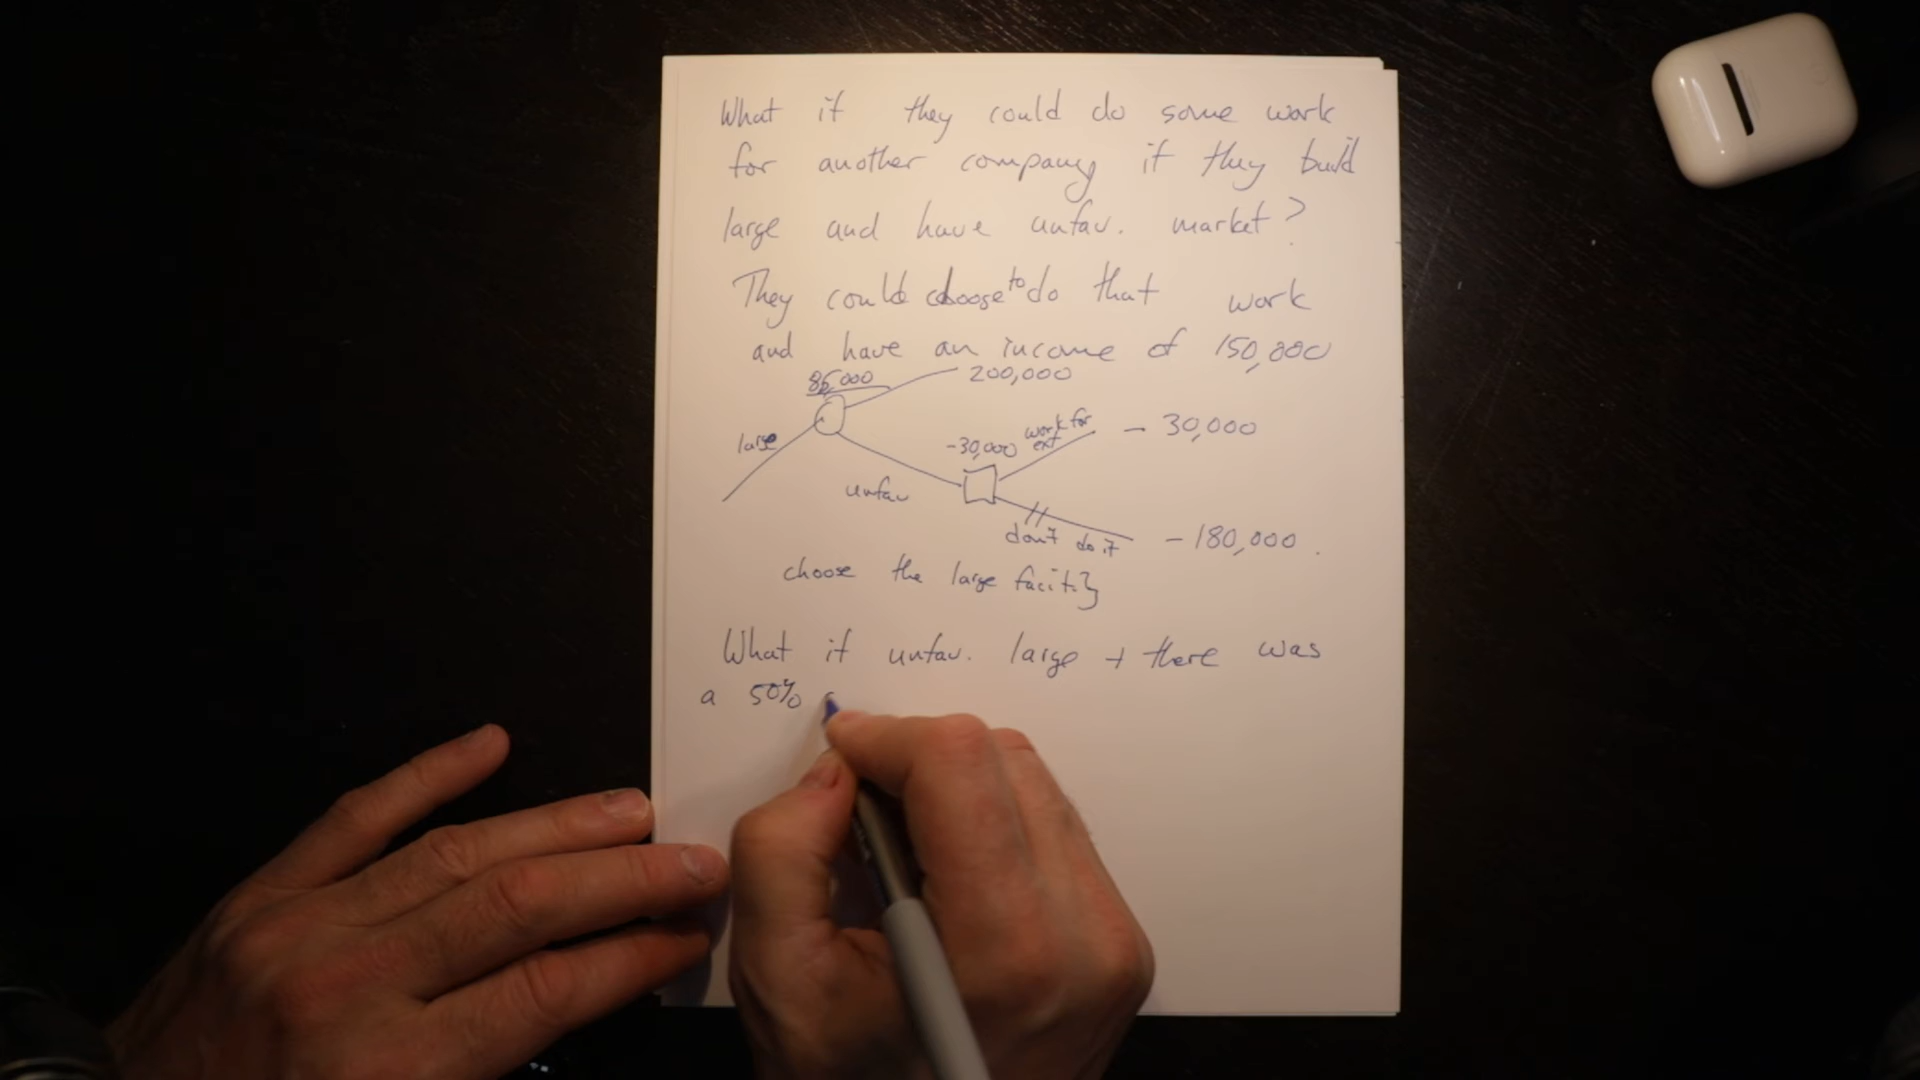 What if they could do some work
for another company if they build
large and have unfav. market?
They could choose to do that work
and have an income of 150,000
85,000
200,000
large
-30,000
work for
ext
- 30,000
unfav
don't do it
- 180,000
choose the large facit.
What if unfav. large + there was
a 50%